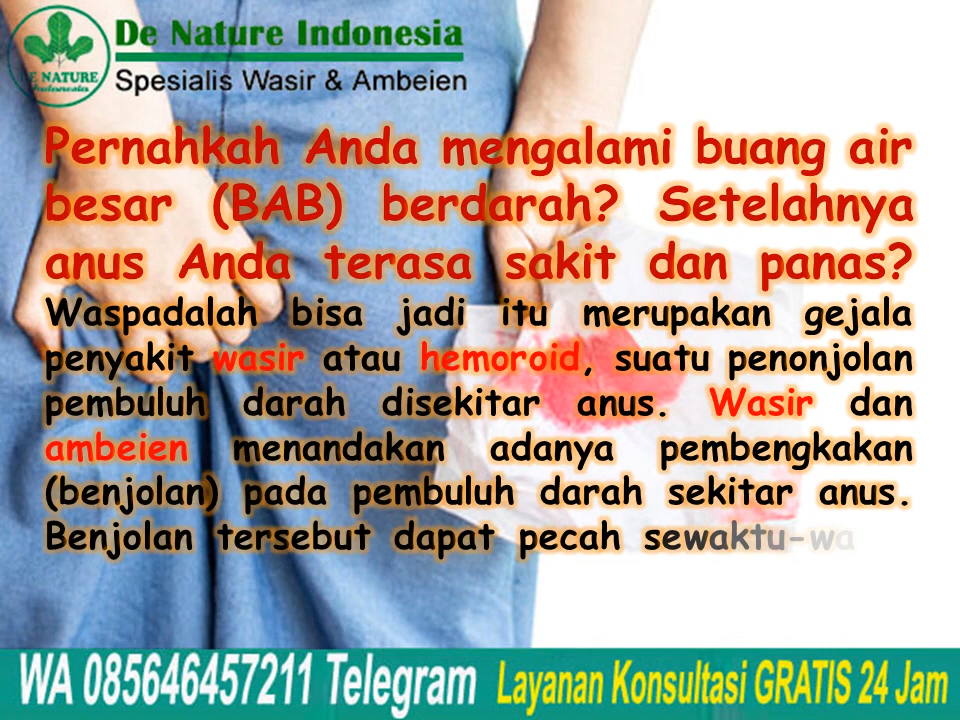 DE NATURE
Indonesia
De Nature Indonesia
Spesialis Wasir & Ambeien
Pernahkah Anda mengalami buang air
besar (BAB) berdarah? Setelahnya
anus Anda terasa sakit dan panas?
Waspadalah bisa jadi itu merupakan gejala
penyakit wasir atau hemoroid, suatu penonjolan
pembuluh darah disekitar anus. Wasir dan
ambeien menandakan adanya pembengkakan
(benjolan) pada pembuluh darah sekitar anus.
Benjolan tersebut dapat pecah sewaktu-wa
WA 085646457211 Telegram Layanan Konsultasi GRATIS 24 Jam